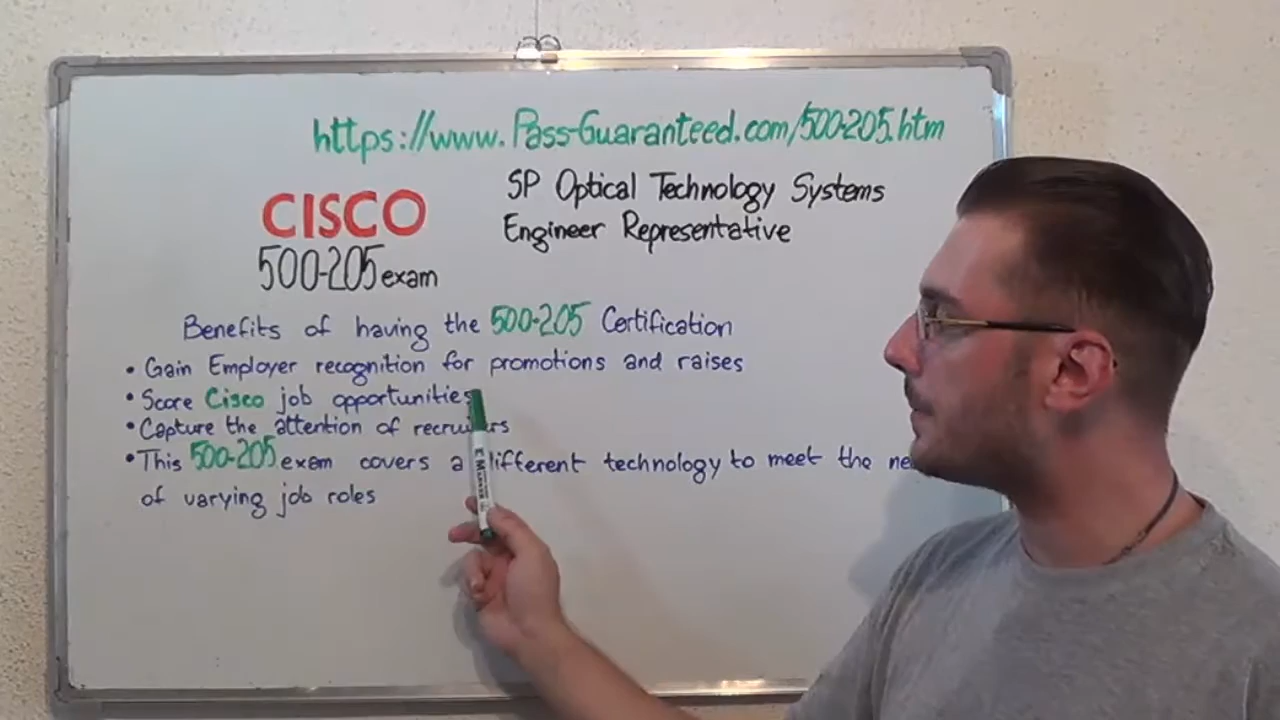 https://www.Pass-Guaranteed.com/500-205.htm
CISCO
500-205 exam
SP Optical Technology Systems
Engineer Representative
Benefits of having the 500-205 Certification
• Gain Employer recognition for promotions and raises
• Score Cisco job opportunities
• Capture the attention of
• This 500-205 exam covers a different technology to meet the
of varying job roles